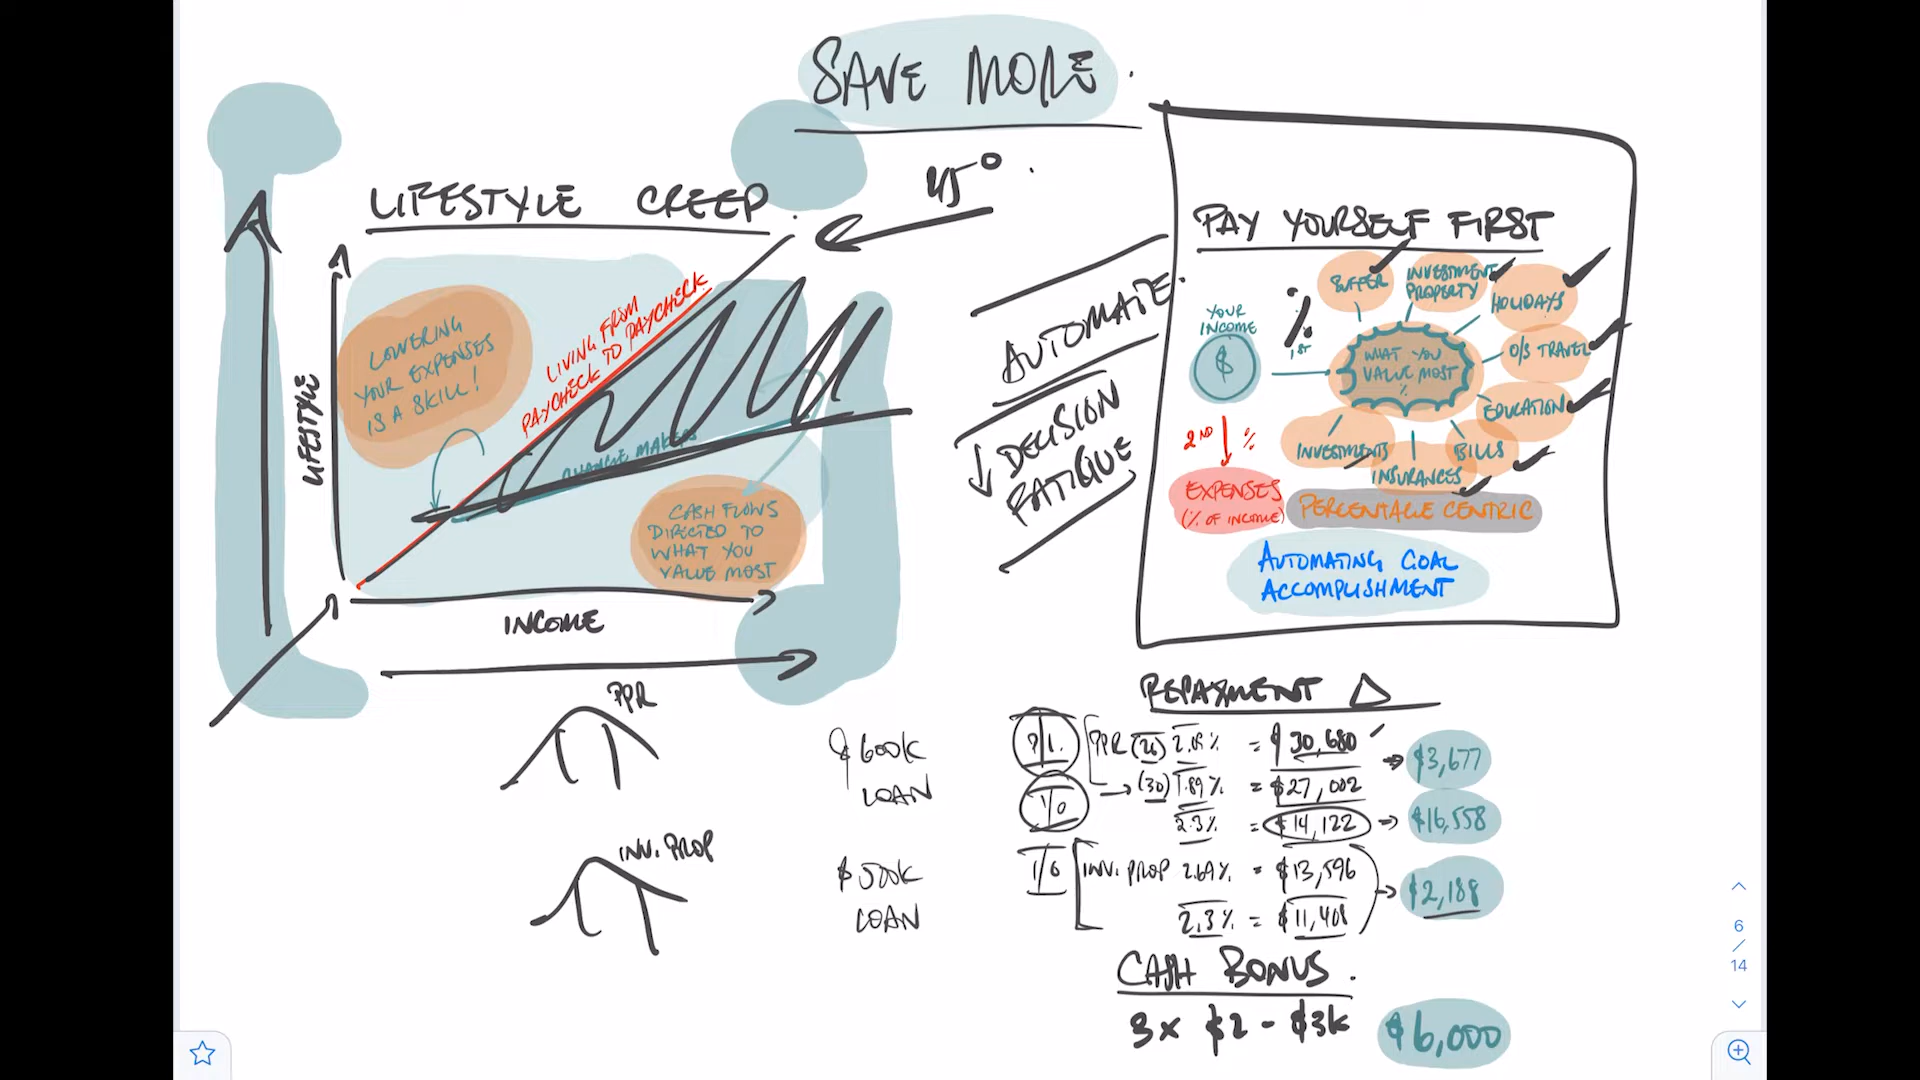 SAVE MORE.
LIFESTYLE CREEP.
45°
LOWERING
YOUR EXPENSES
IS A SKILL!
LIVING FROM
PAYCHECK TO PAYCHECK
LIFESTYLE
CASH FLOWS
DIRECTED TO
WHAT YOU
VALUE MOST
INCOME
AUTOMATE.
↓ DECISION
FATIGUE
PAY YOURSELF FIRST
BUFFER
INVESTMENT
PROPERTY
HOLIDAYS
O/S TRAVEL
EDUCATION
BILLS
INSURANCES
INVESTMENTS
YOUR
INCOME
$
%
1ST
WHAT YOU
VALUE MOST
%
2ND ↓ %
EXPENSES
(% OF INCOME)
PERCENTAGE CENTRIC
AUTOMATING GOAL
ACCOMPLISHMENT
PPR
$600K
LOAN
INV. PROP
$500K
LOAN
REPAYMENT △
P/I. PPR = $30,680 → $3,677
→ (30) 1.89% = $27,002
I/O 2.3% = $14,122 → $16,558
I/O INV. PROP 2.69% = $13,596
2.3% = $11,408 → $2,188
CASH BONUS.
3 x $2 - $3K $6,000
6
/
14